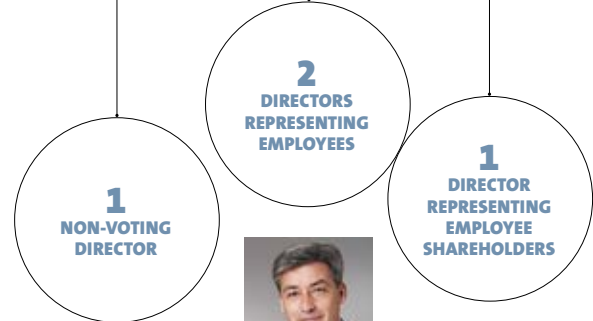 2
DIRECTORS
REPRESENTING
EMPLOYEES
1
NON-VOTING
DIRECTOR
1
DIRECTOR
REPRESENTING
EMPLOYEE
SHAREHOLDERS